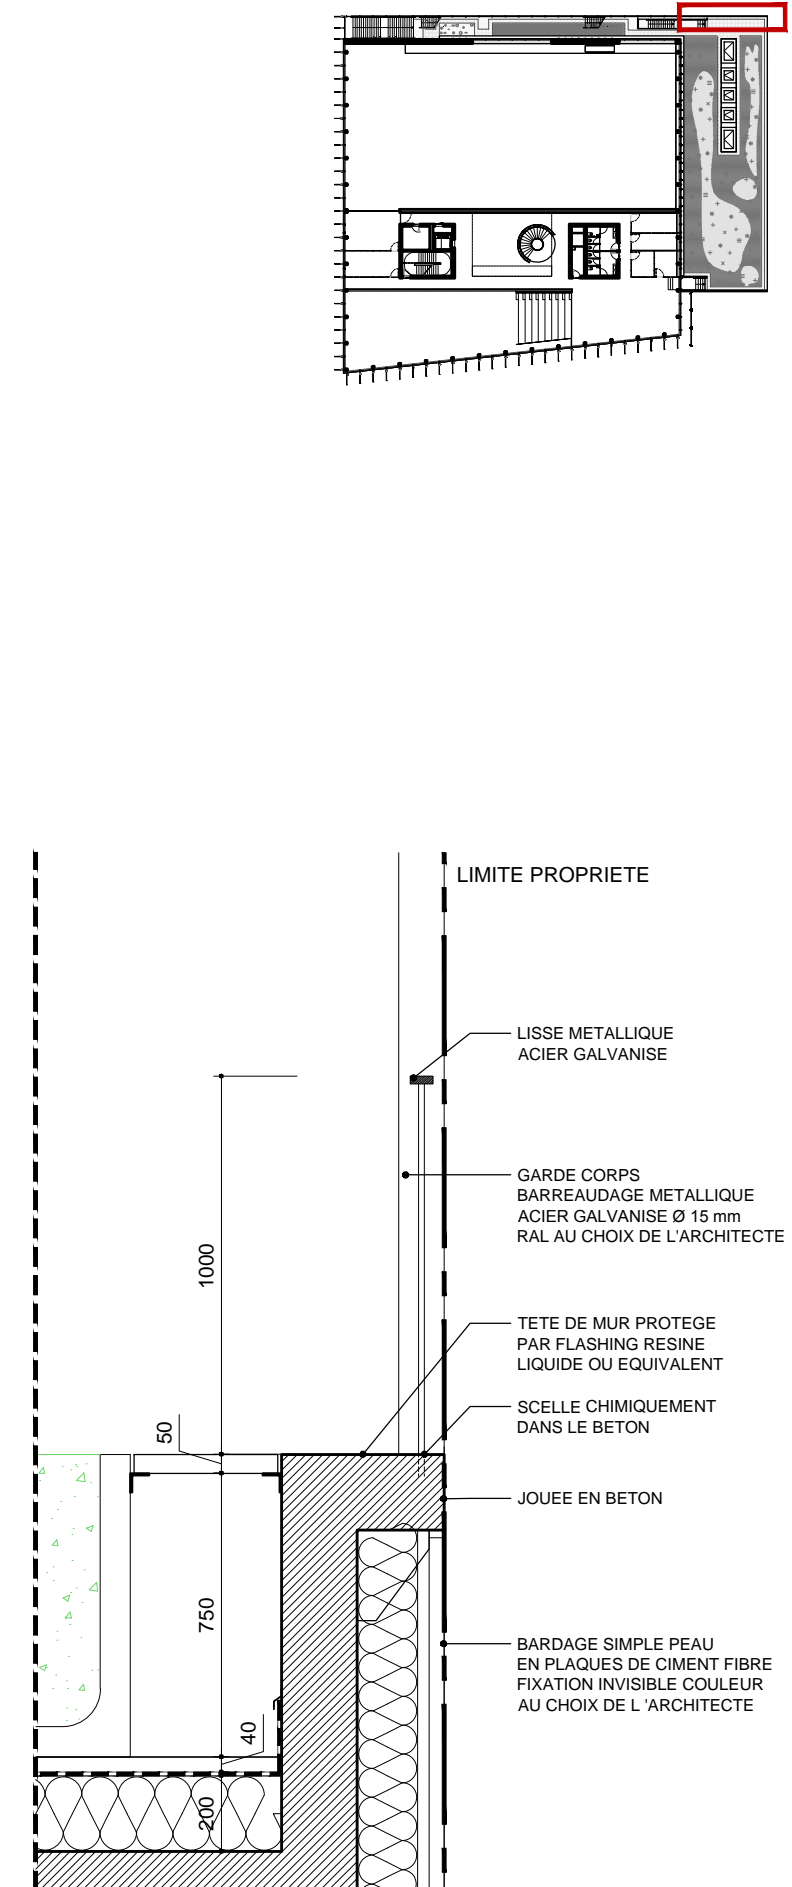 LIMITE PROPRIETE
LISSE METALLIQUE
ACIER GALVANISE
GARDE CORPS
BARREAUDAGE METALLIQUE
ACIER GALVANISE Ø 15 mm
RAL AU CHOIX DE L'ARCHITECTE
1000
TETE DE MUR PROTEGE
PAR FLASHING RESINE
LIQUIDE OU EQUIVALENT
SCELLE CHIMIQUEMENT
DANS LE BETON
50
JOUEE EN BETON
750
BARDAGE SIMPLE PEAU
EN PLAQUES DE CIMENT FIBRE
FIXATION INVISIBLE COULEUR
AU CHOIX DE L 'ARCHITECTE
40
200